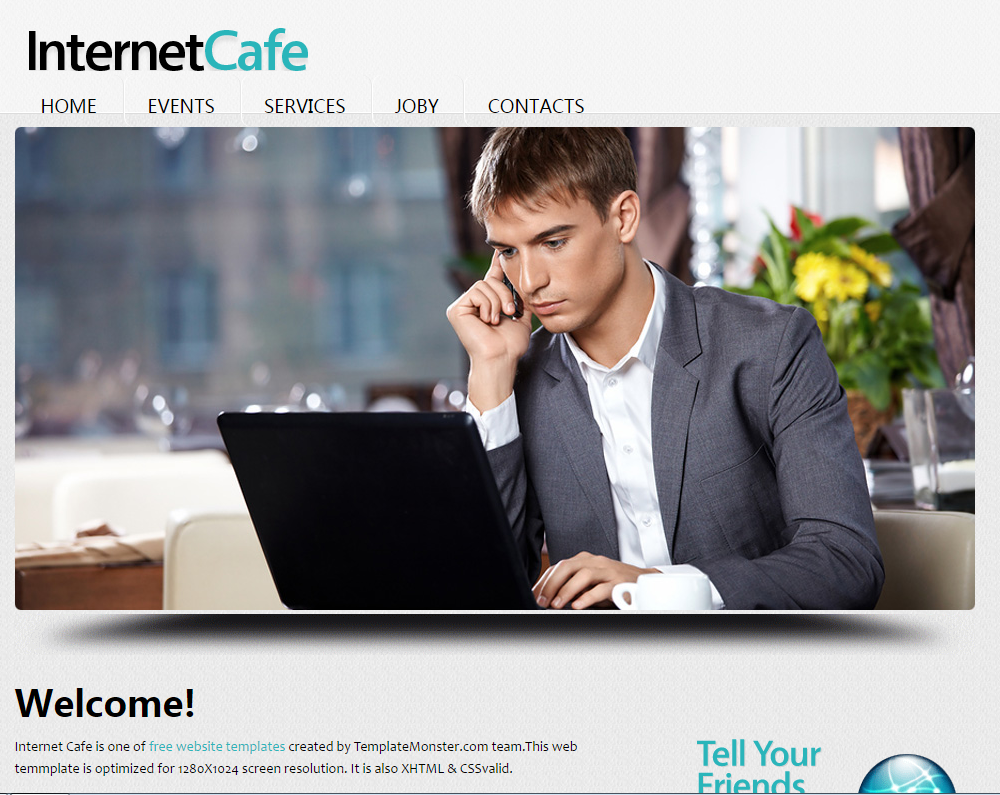 InternetCafe
HOME EVENTS SERVICES JOBY CONTACTS
Welcome!
Internet Cafe is one of free website templates created by TemplateMonster.com team.This web
temmplate is optimized for 1280X1024 screen resolution. It is also XHTML & CSSvalid.
Tell Your
Friends